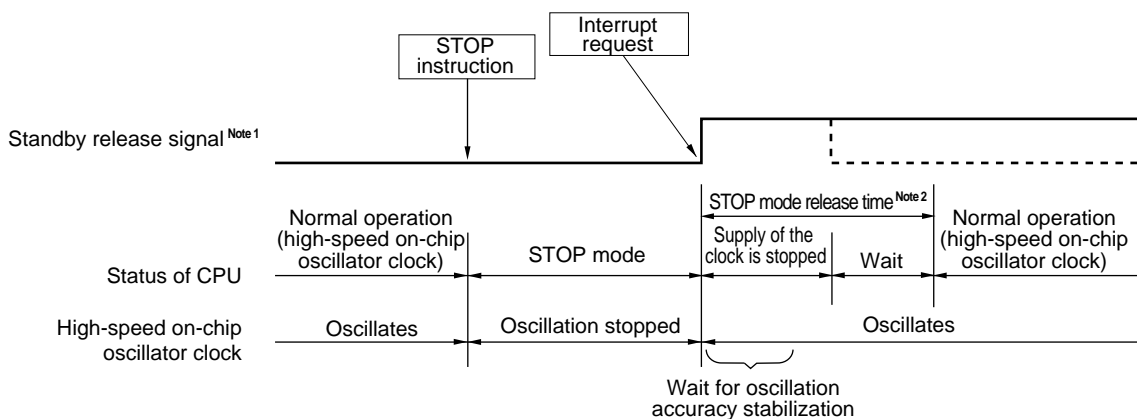 Interrupt
request
STOP
instruction
Standby release signal Note 1
STOP mode release time Note 2
Normal operation
(high-speed on-chip
oscillator clock)
STOP mode
Supply of the
clock is stopped
Wait
Normal operation
(high-speed on-chip
oscillator clock)
Status of CPU
High-speed on-chip
oscillator clock
Oscillates
Oscillation stopped
Oscillates
Wait for oscillation
accuracy stabilization